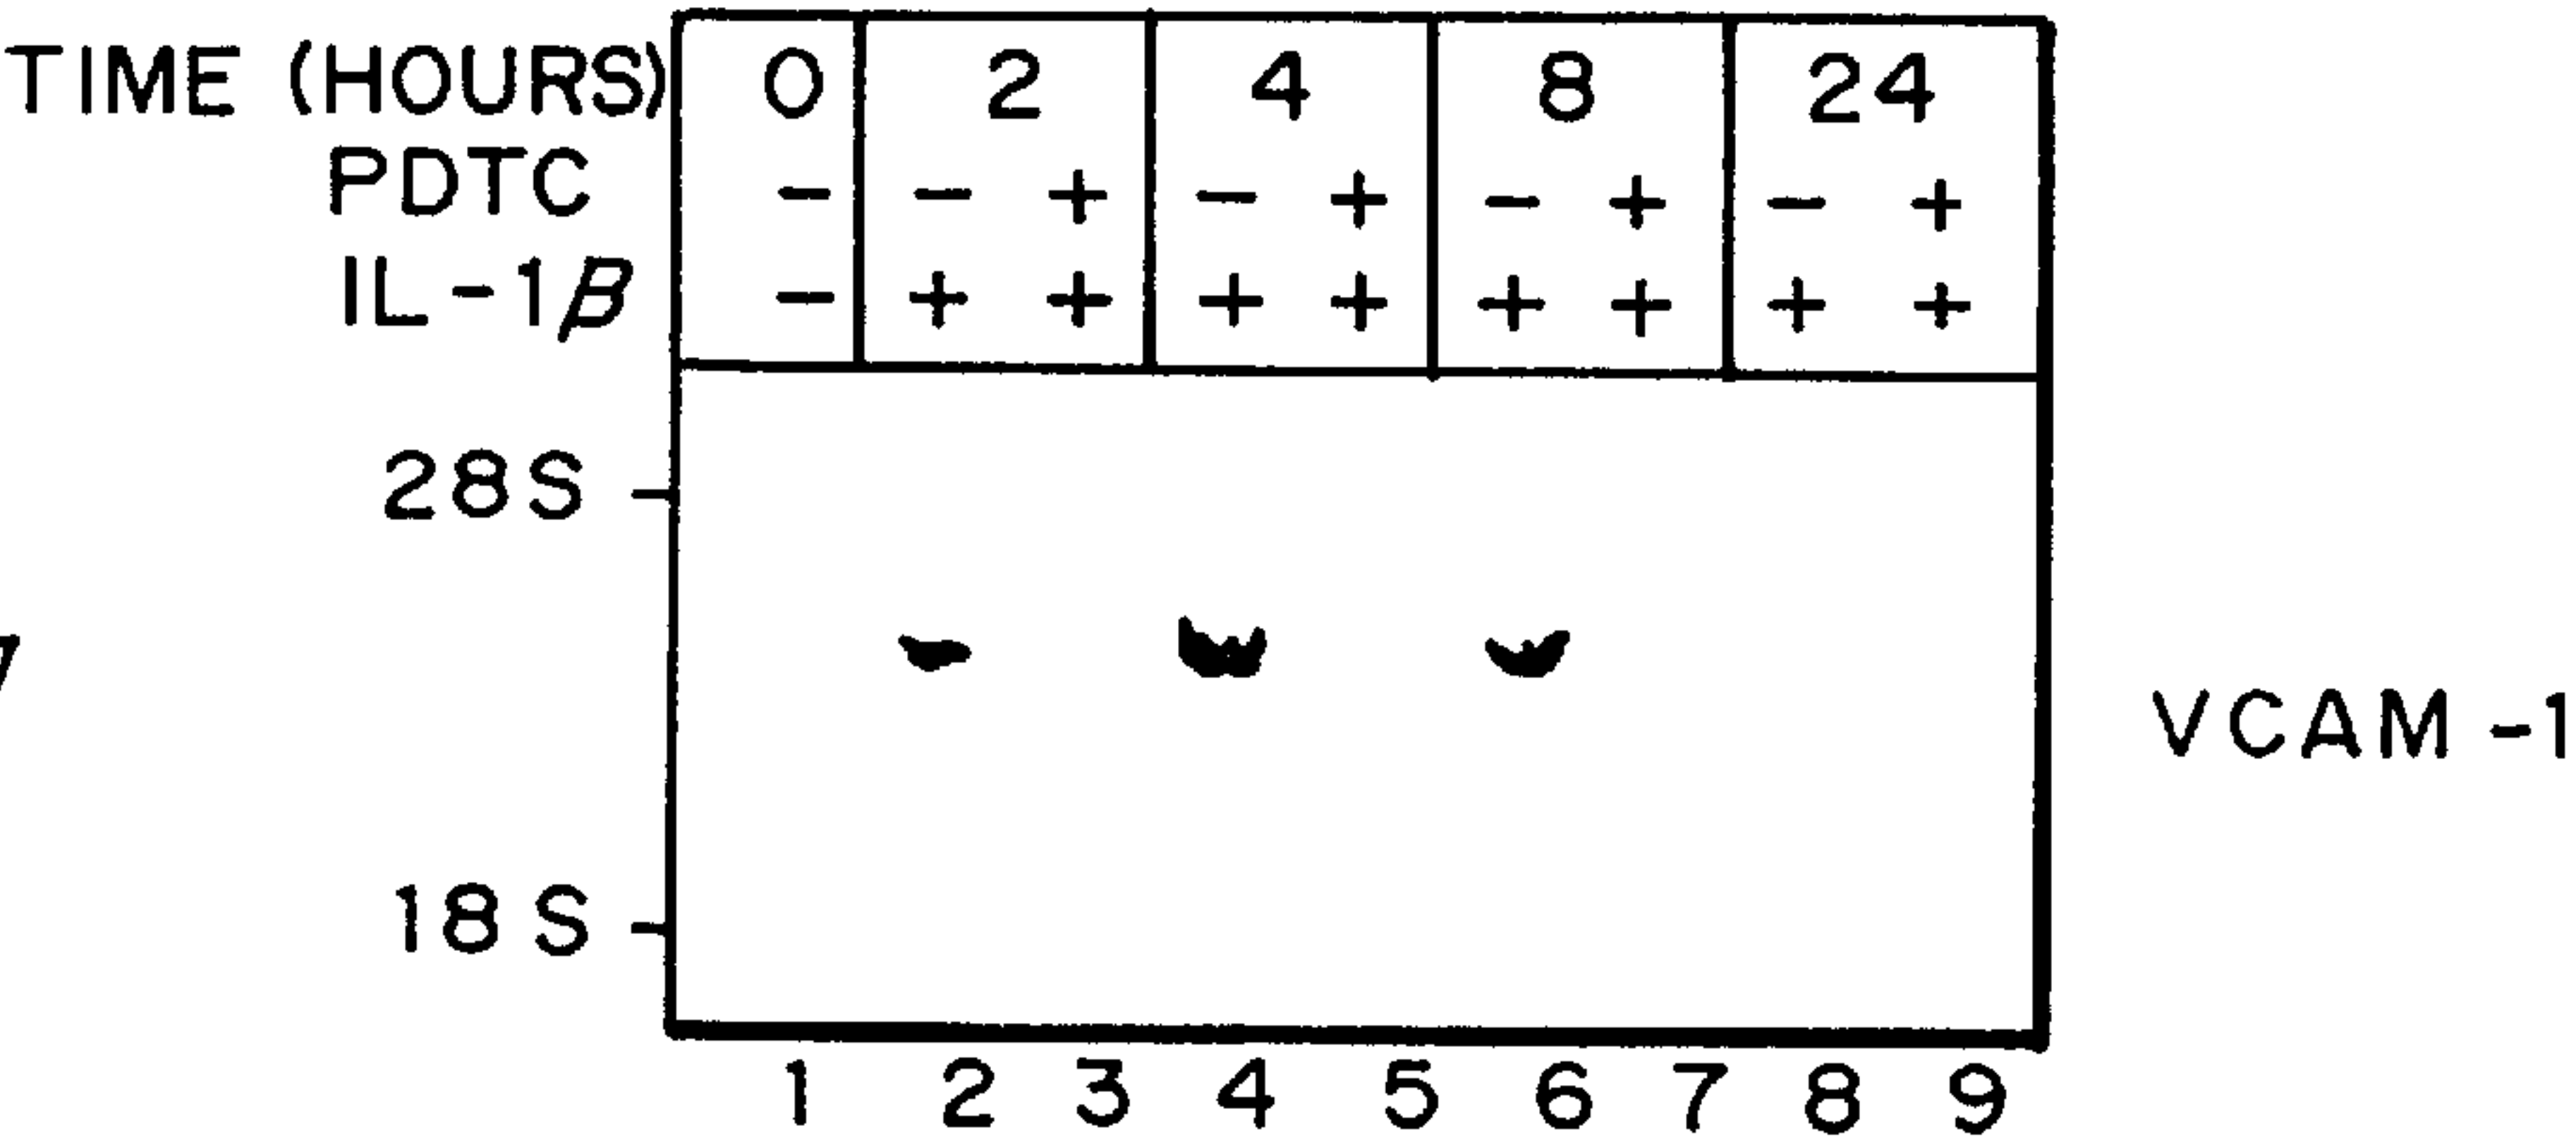 TIME (HOURS) 0 2 4 8 24
PDTC - - + - + - + - +
IL-1β - + + + + + + + +
28S
VCAM-1
18S
1 2 3 4 5 6 7 8 9